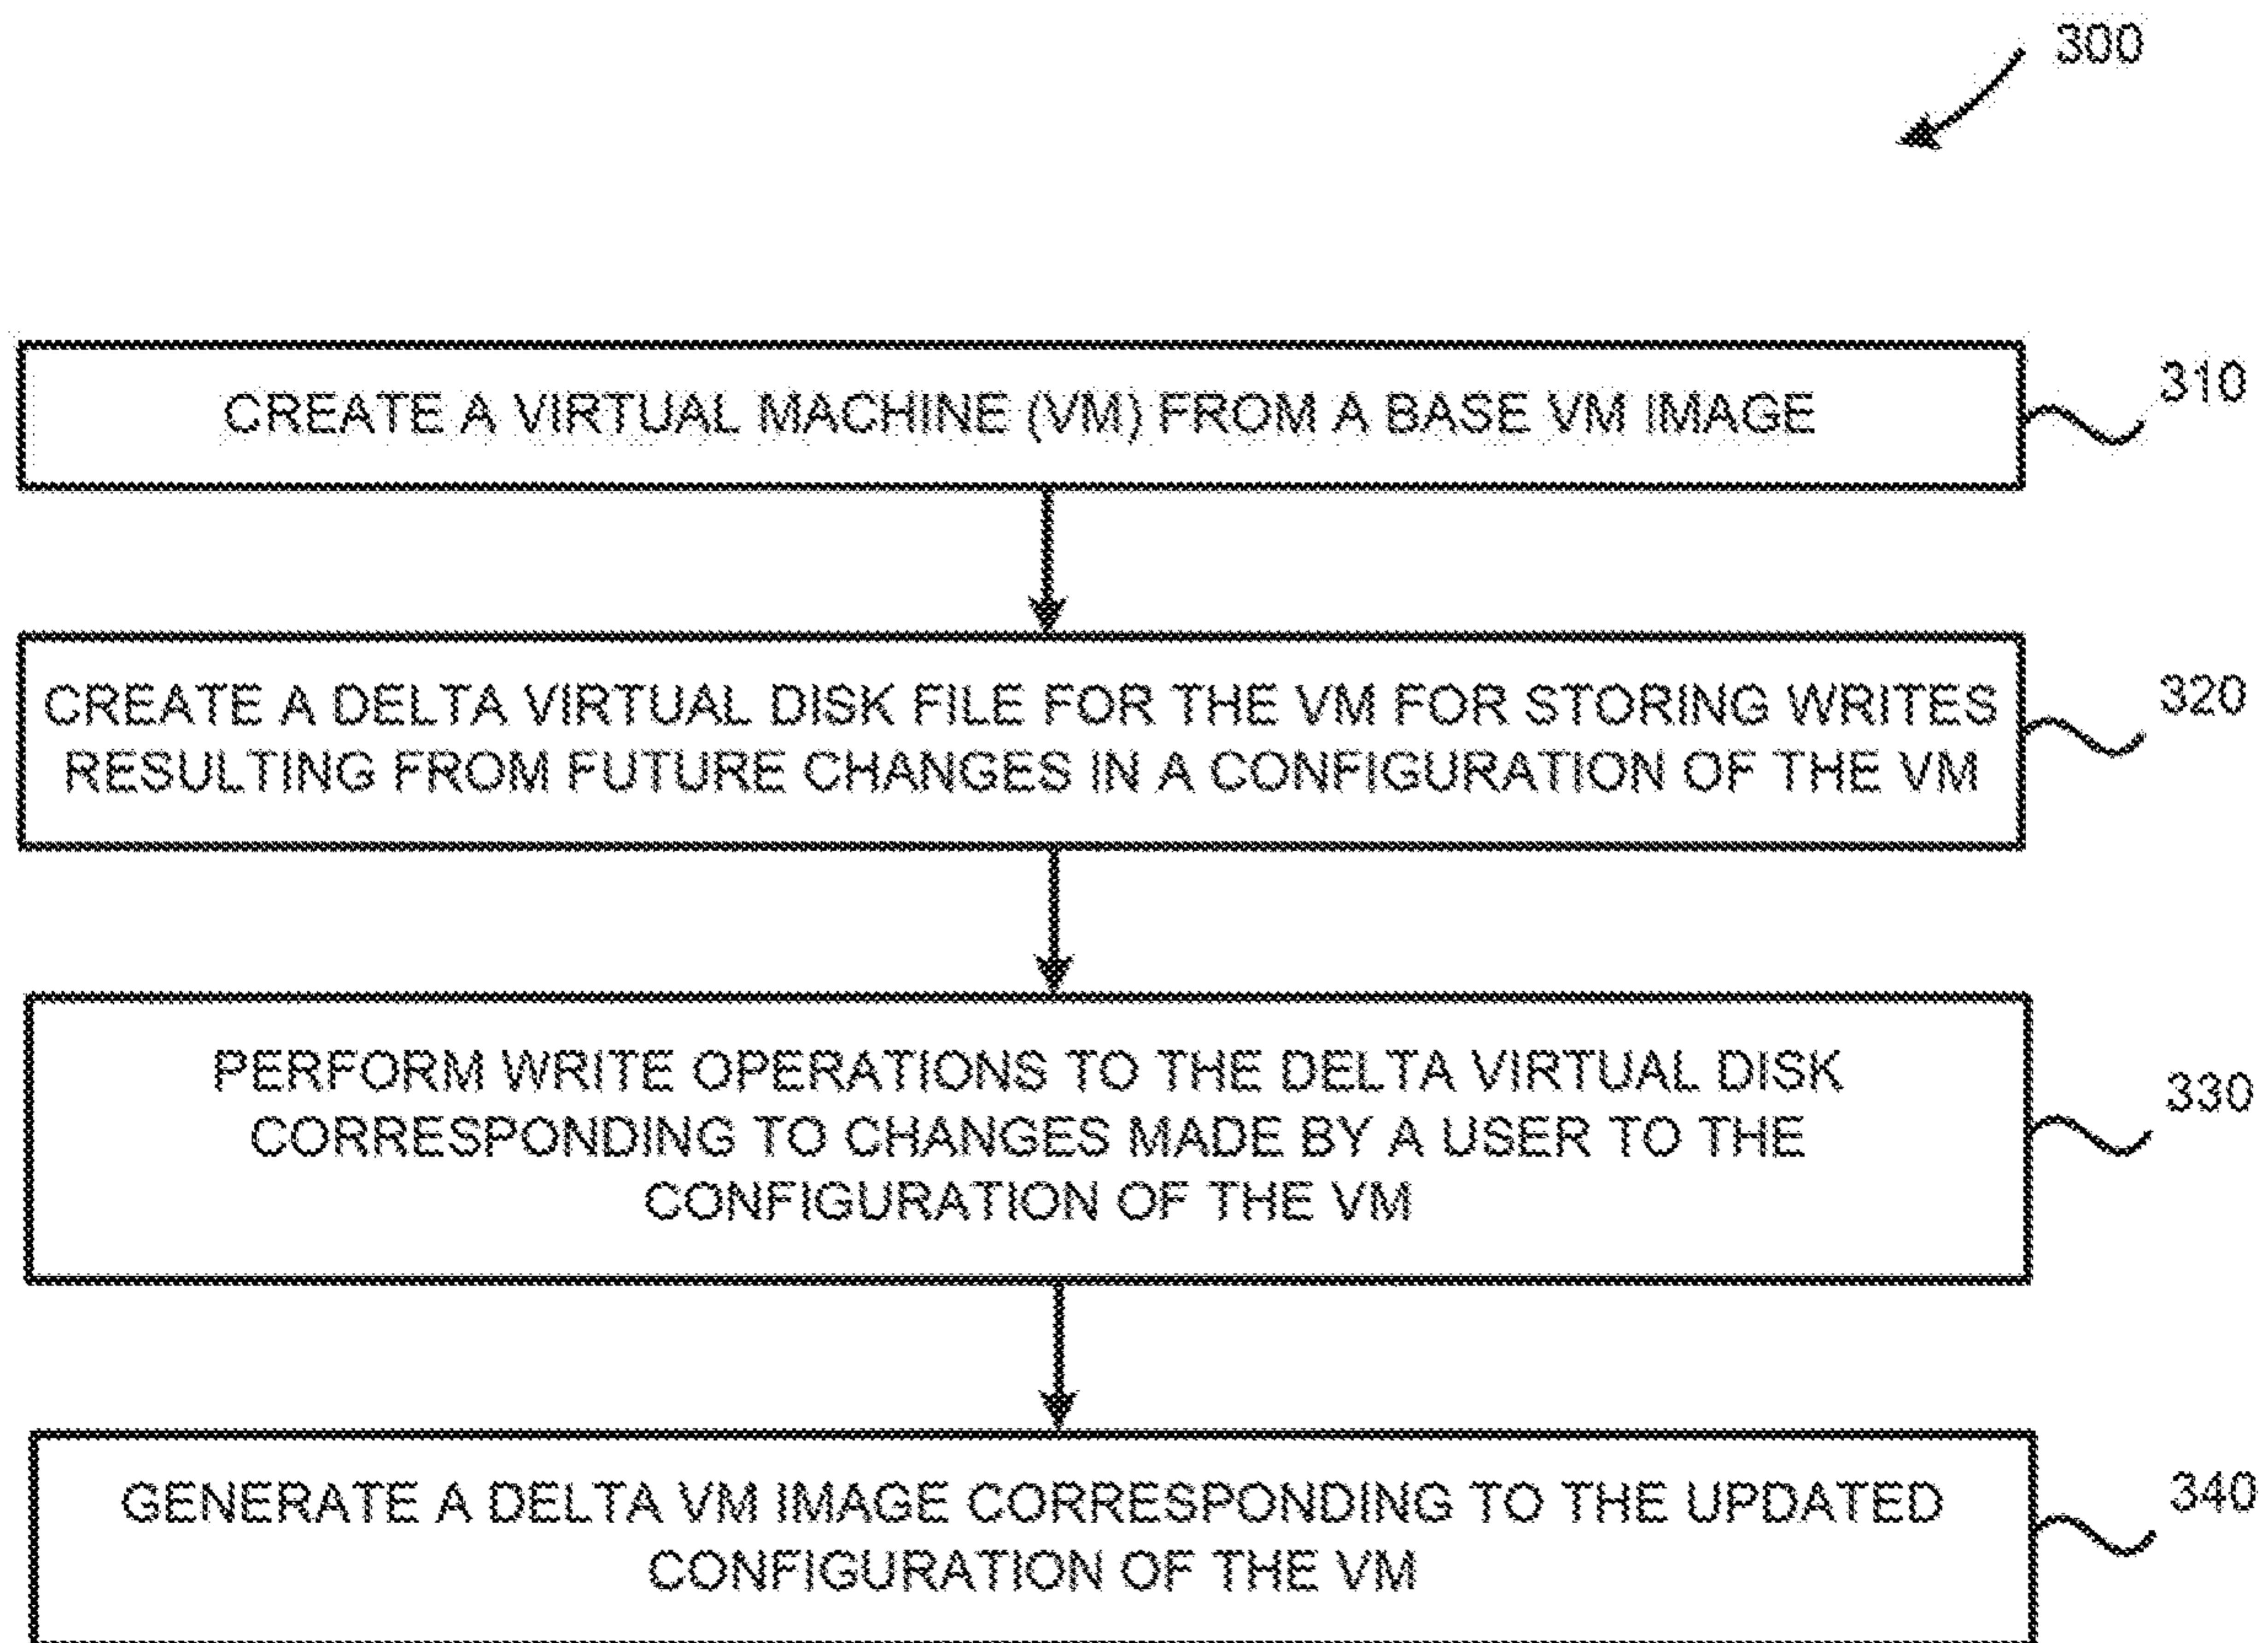 300
CREATE A VIRTUAL MACHINE (VM) FROM A BASE VM IMAGE
310
CREATE A DELTA VIRTUAL DISK FILE FOR THE VM FOR STORING WRITES
RESULTING FROM FUTURE CHANGES IN A CONFIGURATION OF THE VM
320
PERFORM WRITE OPERATIONS TO THE DELTA VIRTUAL DISK
CORRESPONDING TO CHANGES MADE BY A USER TO THE
CONFIGURATION OF THE VM
330
GENERATE A DELTA VM IMAGE CORRESPONDING TO THE UPDATED
CONFIGURATION OF THE VM
340